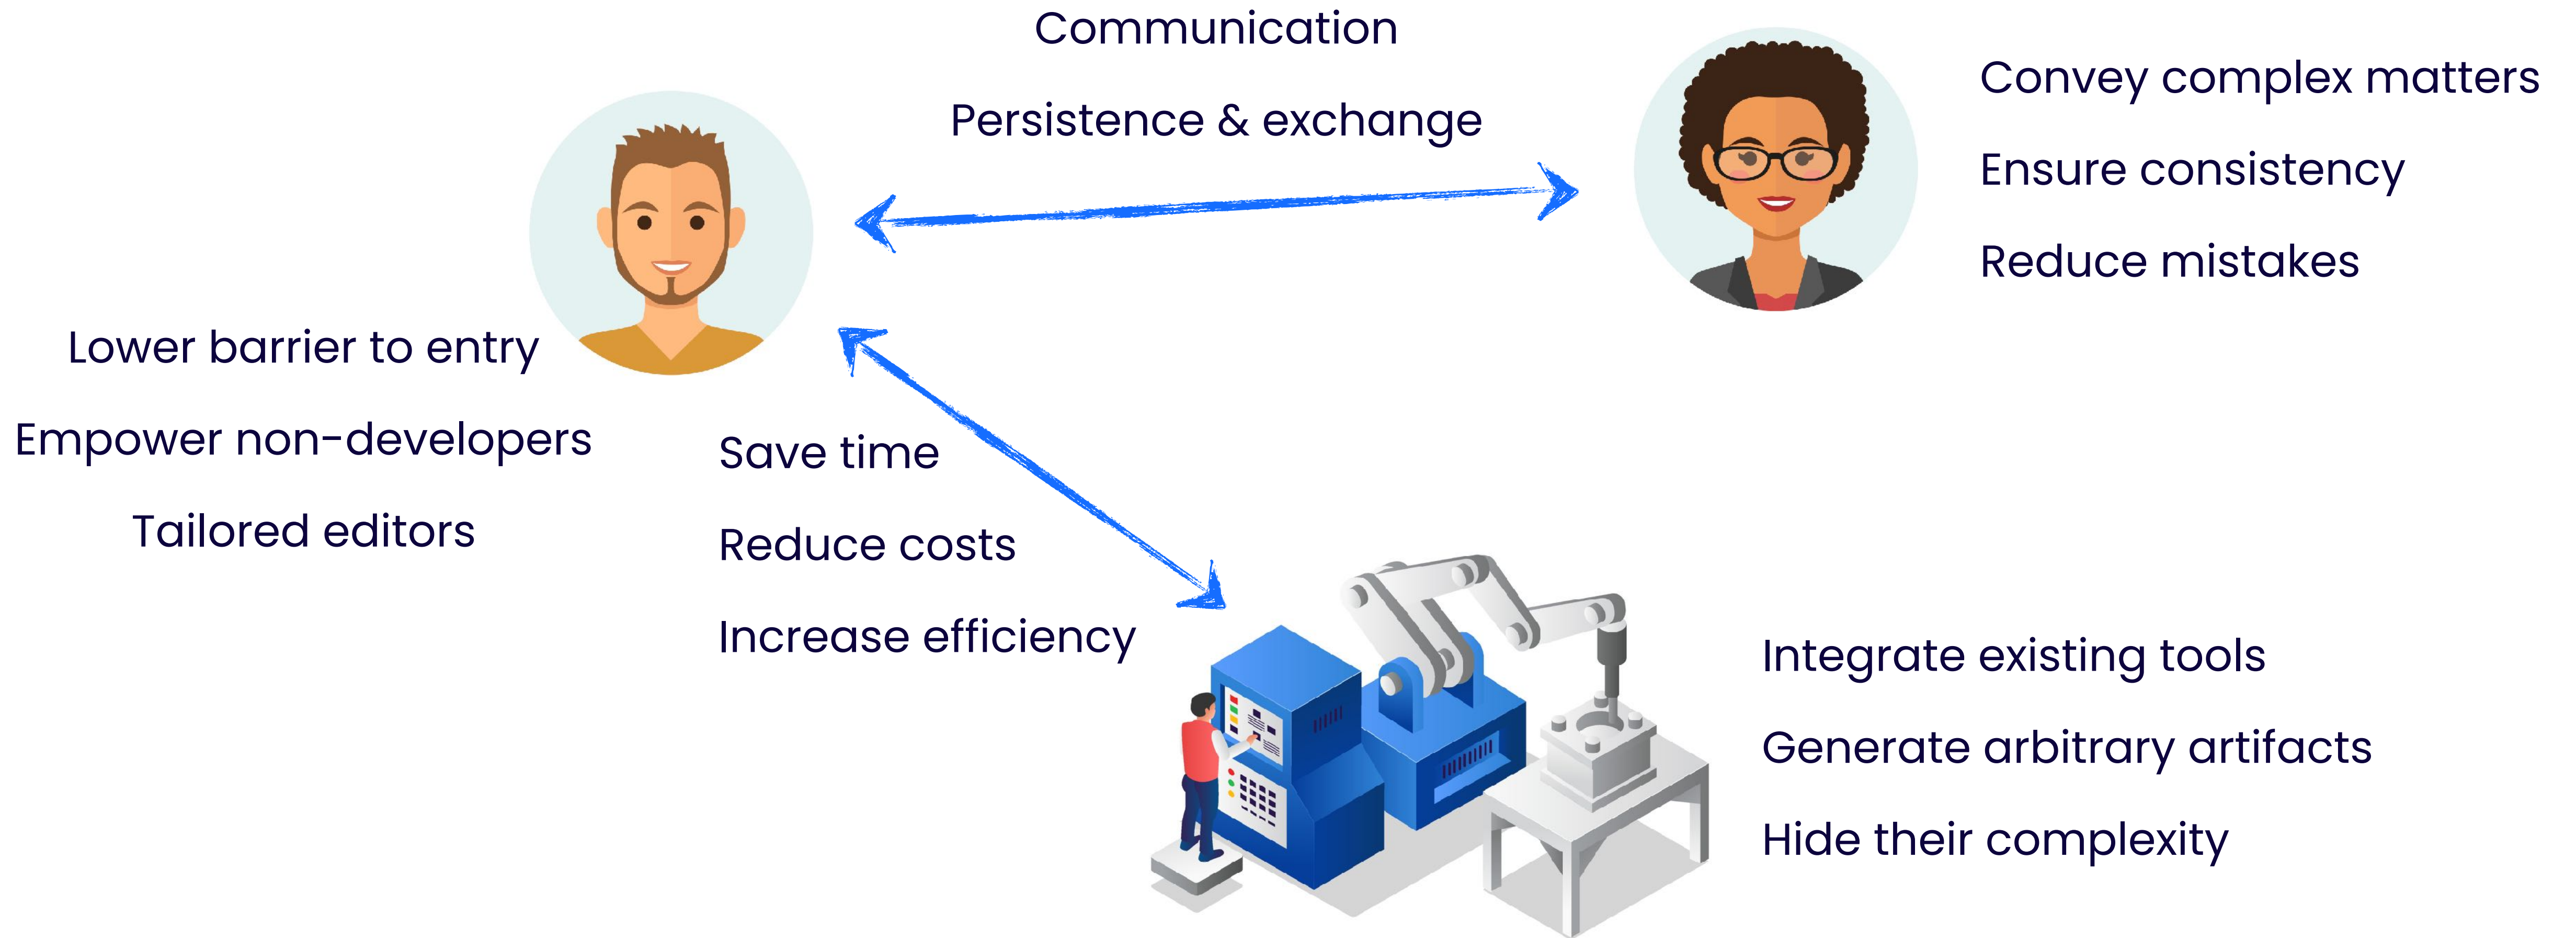 Communication
Persistence & exchange
Convey complex matters
Ensure consistency
Reduce mistakes
Lower barrier to entry
Empower non-developers
Tailored editors
Save time
Reduce costs
Increase efficiency
Integrate existing tools
Generate arbitrary artifacts
Hide their complexity